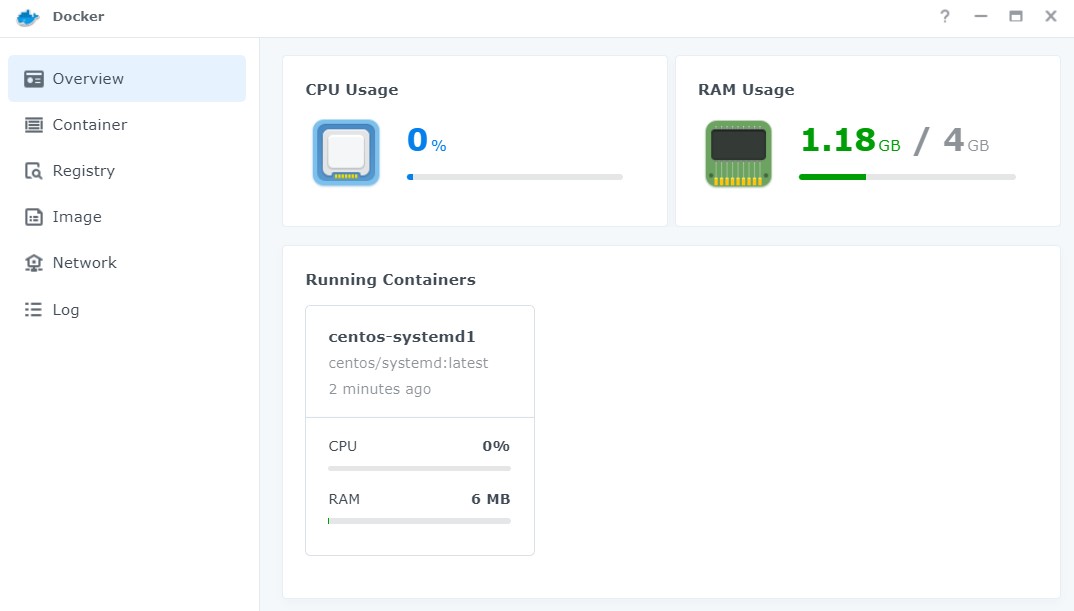 Docker
?
Overview
Container
Registry
Image
Network
Log
CPU Usage
0 %
RAM Usage
1.18 GB / 4 GB
Running Containers
centos-systemd1
centos/systemd:latest
2 minutes ago
CPU 0%
RAM 6 MB